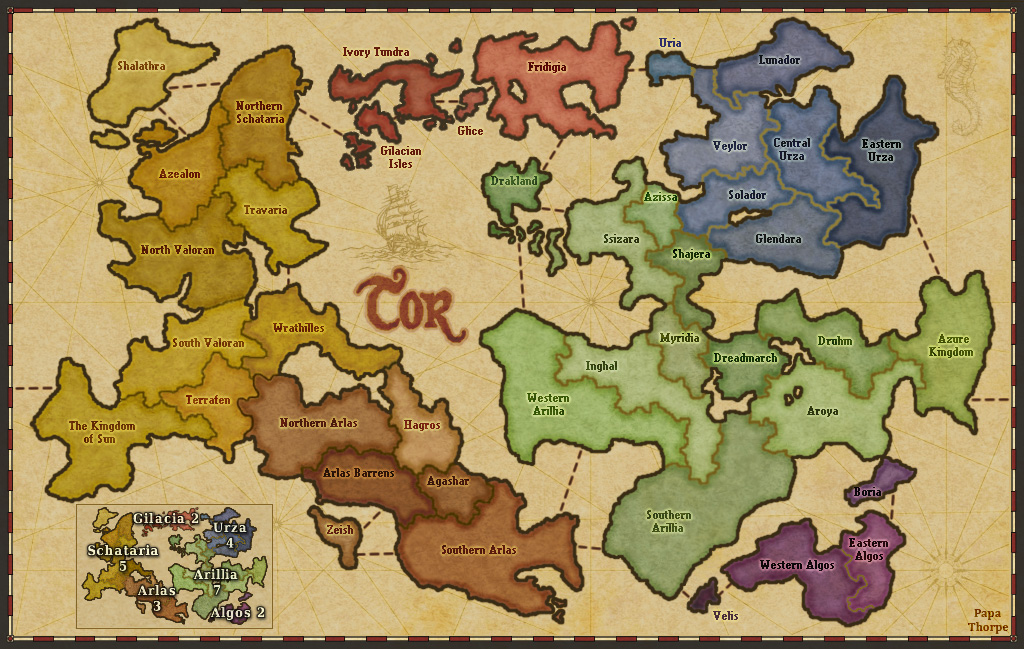 Shalathra
Northern
Schataria
Azealon
Travaria
North Valoran
South Valoran
Wrathilles
Terraten
The Kingdom
of Sun
Ivory Tundra
Fridigia
Glice
Gilacian
Isles
Uria
Lunador
Veylor
Central
Urza
Eastern
Urza
Solador
Glendara
Drakland
Azissa
Ssizara
Shajera
TOR
Myridia
Inghal
Dreadmarch
Druhm
Azure
Kingdom
Western
Arillia
Aroya
Southern
Arillia
Northern Arlas
Hagros
Arlas Barrens
Agashar
Zeish
Southern Arlas
Boria
Eastern
Algos
Western Algos
Velis
Gilacia 2
Urza
4
Schataria
5
Arillia
7
Arlas
3
Algos 2
Papa
Thorpe